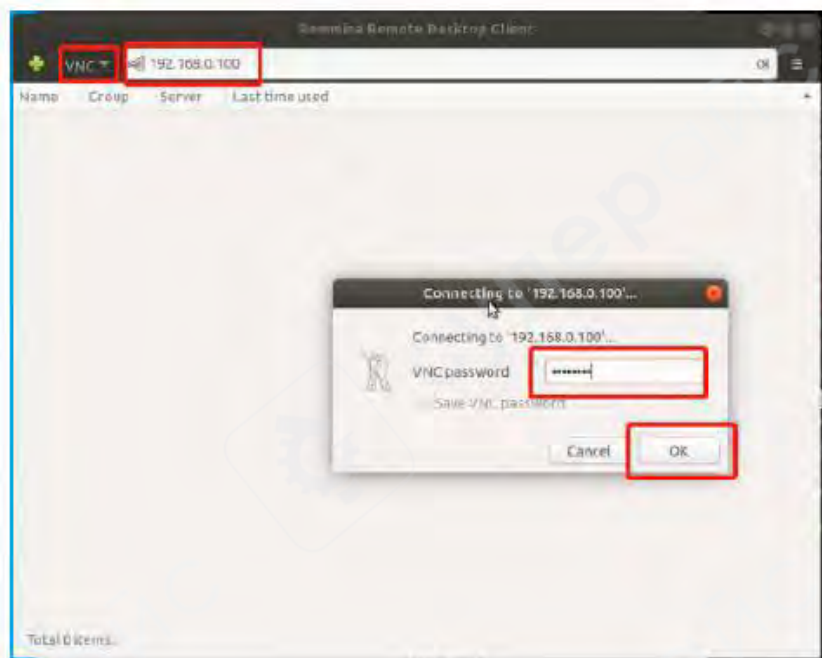 Remmina Remote Desktop Client
VNC 192.168.0.100
Name Group Server Last time used
Connecting to '192.168.0.100'...
Connecting to '192.168.0.100'...
VNC password ••••••••
Save VNC password
Cancel OK
Total 0 items.